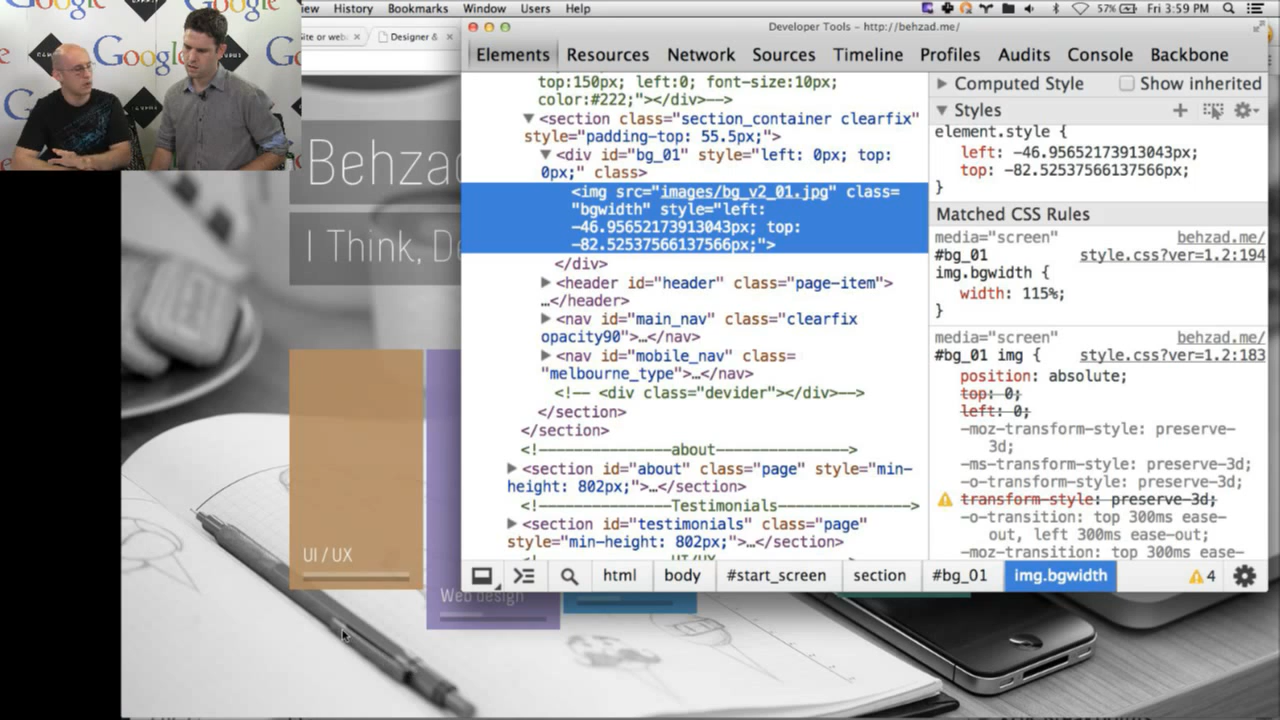 Google
Google
Google
View History Bookmarks Window Users Help
57% Fri 3:59 PM
Developer Tools - http://behzad.me/
site or webs
Designer &
Elements Resources Network Sources Timeline Profiles Audits Console Backbone
top:150px; left:0; font-size:10px;
color:#222;"></div>-->
▼<section class="section_container clearfix"
style="padding-top: 55.5px;">
▼<div id="bg_01" style="left: 0px; top:
0px;" class>
<img src="images/bg_v2_01.jpg" class=
"bgwidth" style="left:
-46.95652173913043px; top:
-82.52537566137566px;">
</div>
▶<header id="header" class="page-item">
…</header>
▶<nav id="main_nav" class="clearfix
opacity90">…</nav>
▶<nav id="mobile_nav" class=
"melbourne_type">…</nav>
<!-- <div class="devider"></div>-->
</section>
</section>
<!---------------about--------------->
▶<section id="about" class="page" style="min-
height: 802px;">…</section>
<!---------------Testimonials--------------->
▶<section id="testimonials" class="page"
style="min-height: 802px;">…</section>
▶ Computed Style Show inherited
▼ Styles
element.style {
left: -46.95652173913043px;
top: -82.52537566137566px;
}
Matched CSS Rules
media="screen" behzad.me/
#bg_01 style.css?ver=1.2:194
img.bgwidth {
width: 115%;
}
media="screen" behzad.me/
#bg_01 img { style.css?ver=1.2:183
position: absolute;
top: 0;
left: 0;
-moz-transform-style: preserve-
3d;
-ms-transform-style: preserve-3d;
-o-transform-style: preserve-3d;
transform-style: preserve-3d;
-o-transition: top 300ms ease-
out, left 300ms ease-out;
-moz-transition: top 300ms ease-
html body #start_screen section #bg_01 img.bgwidth 4
Behzad
I Think, De
UI / UX
Web design